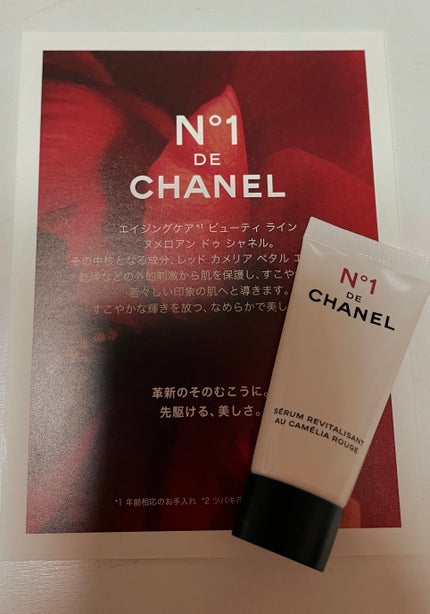 N°1
DE
CHANEL
エイジングケア*1 ビューティ ライン
ヌメロアン ドゥ シャネル。
その中核となる成分、レッド カメリア ペタル エ
乾燥などの外的刺激から肌を保護し、すこや
若々しい印象の肌へと導きます。
すこやかな輝きを放つ、なめらかで美し
革新のそのむこうに。
先駆ける、美しさ。
*1 年齢相応のお手入れ *2 ツバキ花
N°1
DE
CHANEL
SÉRUM REVITALISANT
AU CAMÉLIA ROUGE